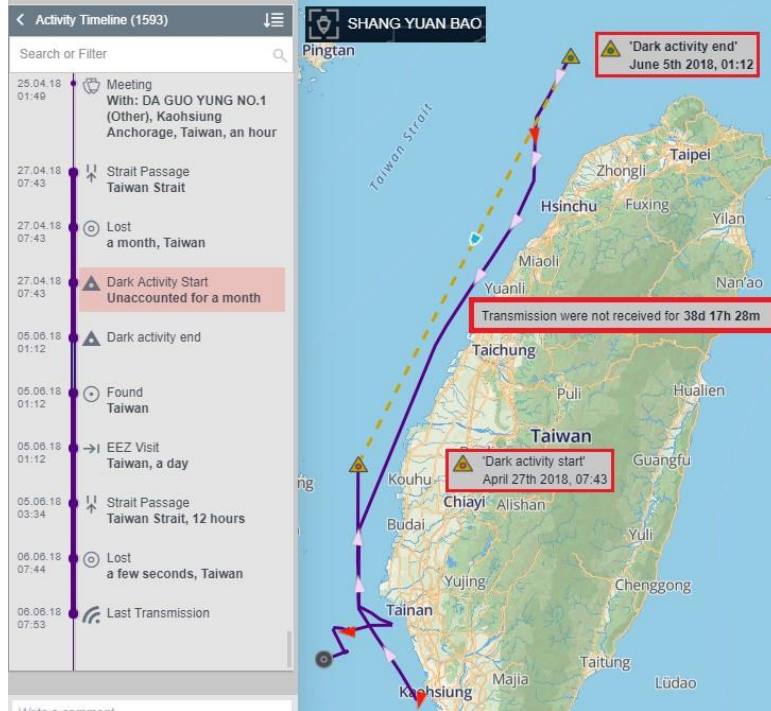 Activity Timeline (1593)
Search or Filter
25.04.18
01:49
Meeting
With: DA GUO YUNG NO.1
(Other), Kaohsiung
Anchorage, Taiwan, an hour
27.04.18
07:43
Strait Passage
Taiwan Strait
27.04.18
07:43
Lost
a month, Taiwan
27.04.18
07:43
Dark Activity Start
Unaccounted for a month
05.06.18
01:12
Dark activity end
05.06.18
01:12
Found
Taiwan
05.06.18
01:12
EEZ Visit
Taiwan, a day
05.06.18
03:34
Strait Passage
Taiwan Strait, 12 hours
06.06.18
07:44
Lost
a few seconds, Taiwan
06.06.18
07:53
Last Transmission
SHANG YUAN BAO
Pingtan
'Dark activity end'
June 5th 2018, 01:12
Taiwan Strait
Taipei
Zhongli
Hsinchu
Fuxing
Yilan
Miaoli
Yuanli
Nan'ao
Transmission were not received for 38d 17h 28m
Taichung
Puli
Hualien
Taiwan
'Dark activity start'
April 27th 2018, 07:43
Guangfu
ng
Kouhu
Chiayi
Alishan
Budai
Yuli
Yujing
Chenggong
Tainan
Taitung
Majia
Lüdao
Kaohsiung